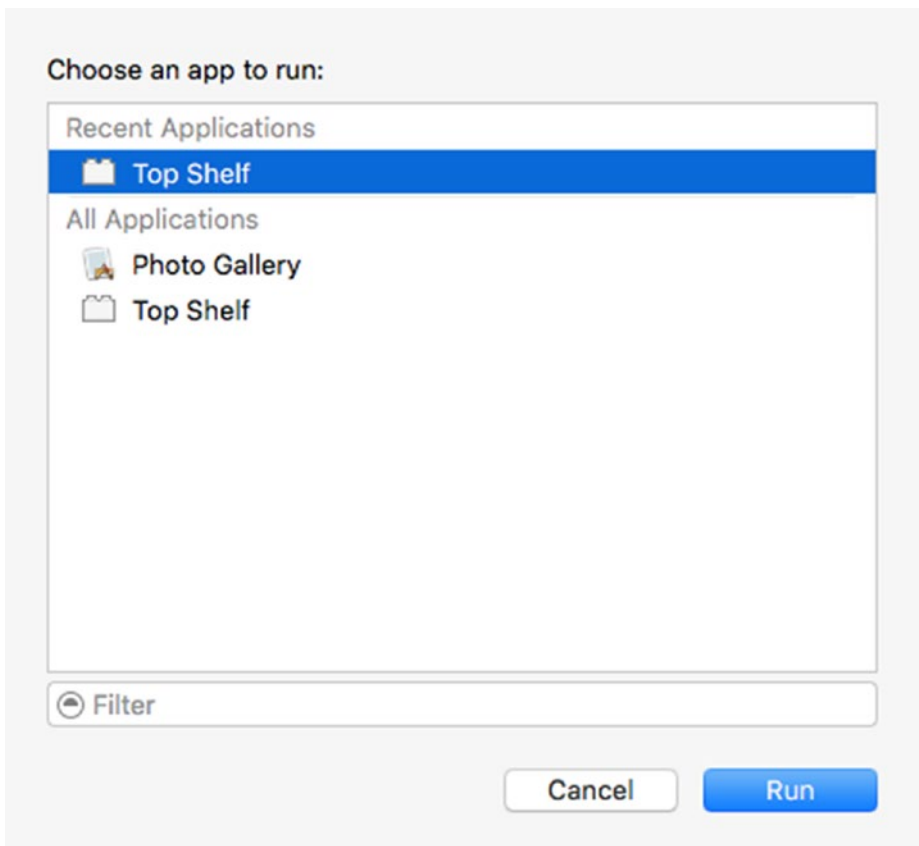 Choose an app to run:
Recent Applications
Top Shelf
All Applications
Photo Gallery
Top Shelf
Filter
Cancel Run